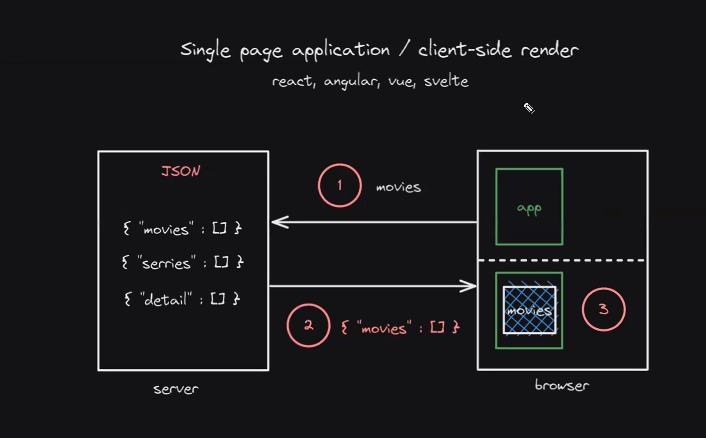 Single page application / client-side render
react, angular, vue, svelte
JSON
{ "movies" : [] }
{ "serries" : [] }
{ "detail" : [] }
server
1 movies
2 { "movies" : [] }
app
movies
3
browser